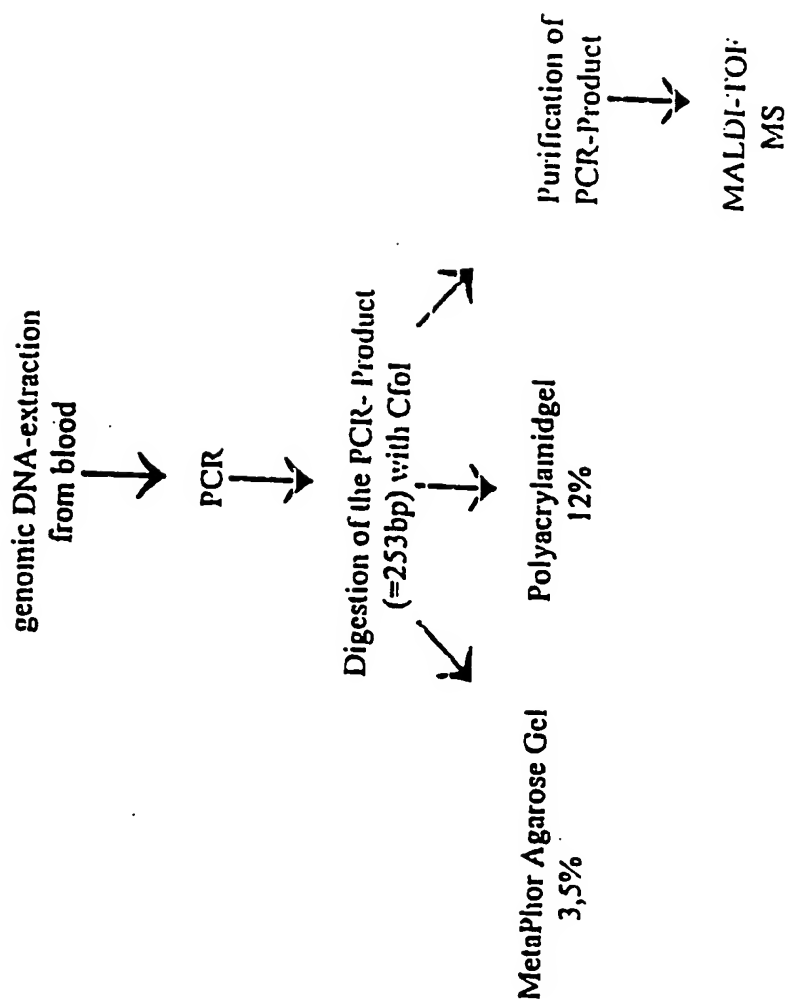 genomic DNA-extraction
from blood
PCR
Digestion of the PCR- Product
(=253bp) with CfoI
MetaPhor Agarose Gel
3,5%
Polyacrylamidgel
12%
Purification of
PCR-Product
MALDI-TOF
MS